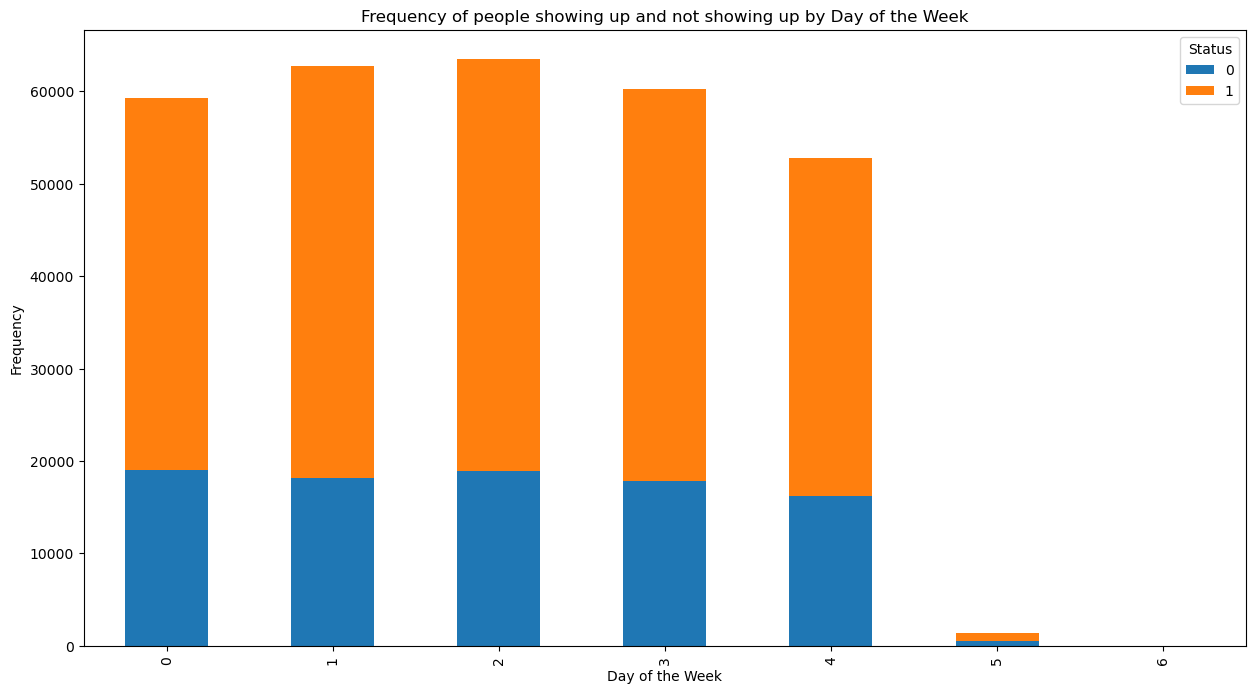 Frequency of people showing up and not showing up by Day of the Week
Status
0
1
Frequency
60000
50000
40000
30000
20000
10000
0
0 1 2 3 4 5 6
Day of the Week